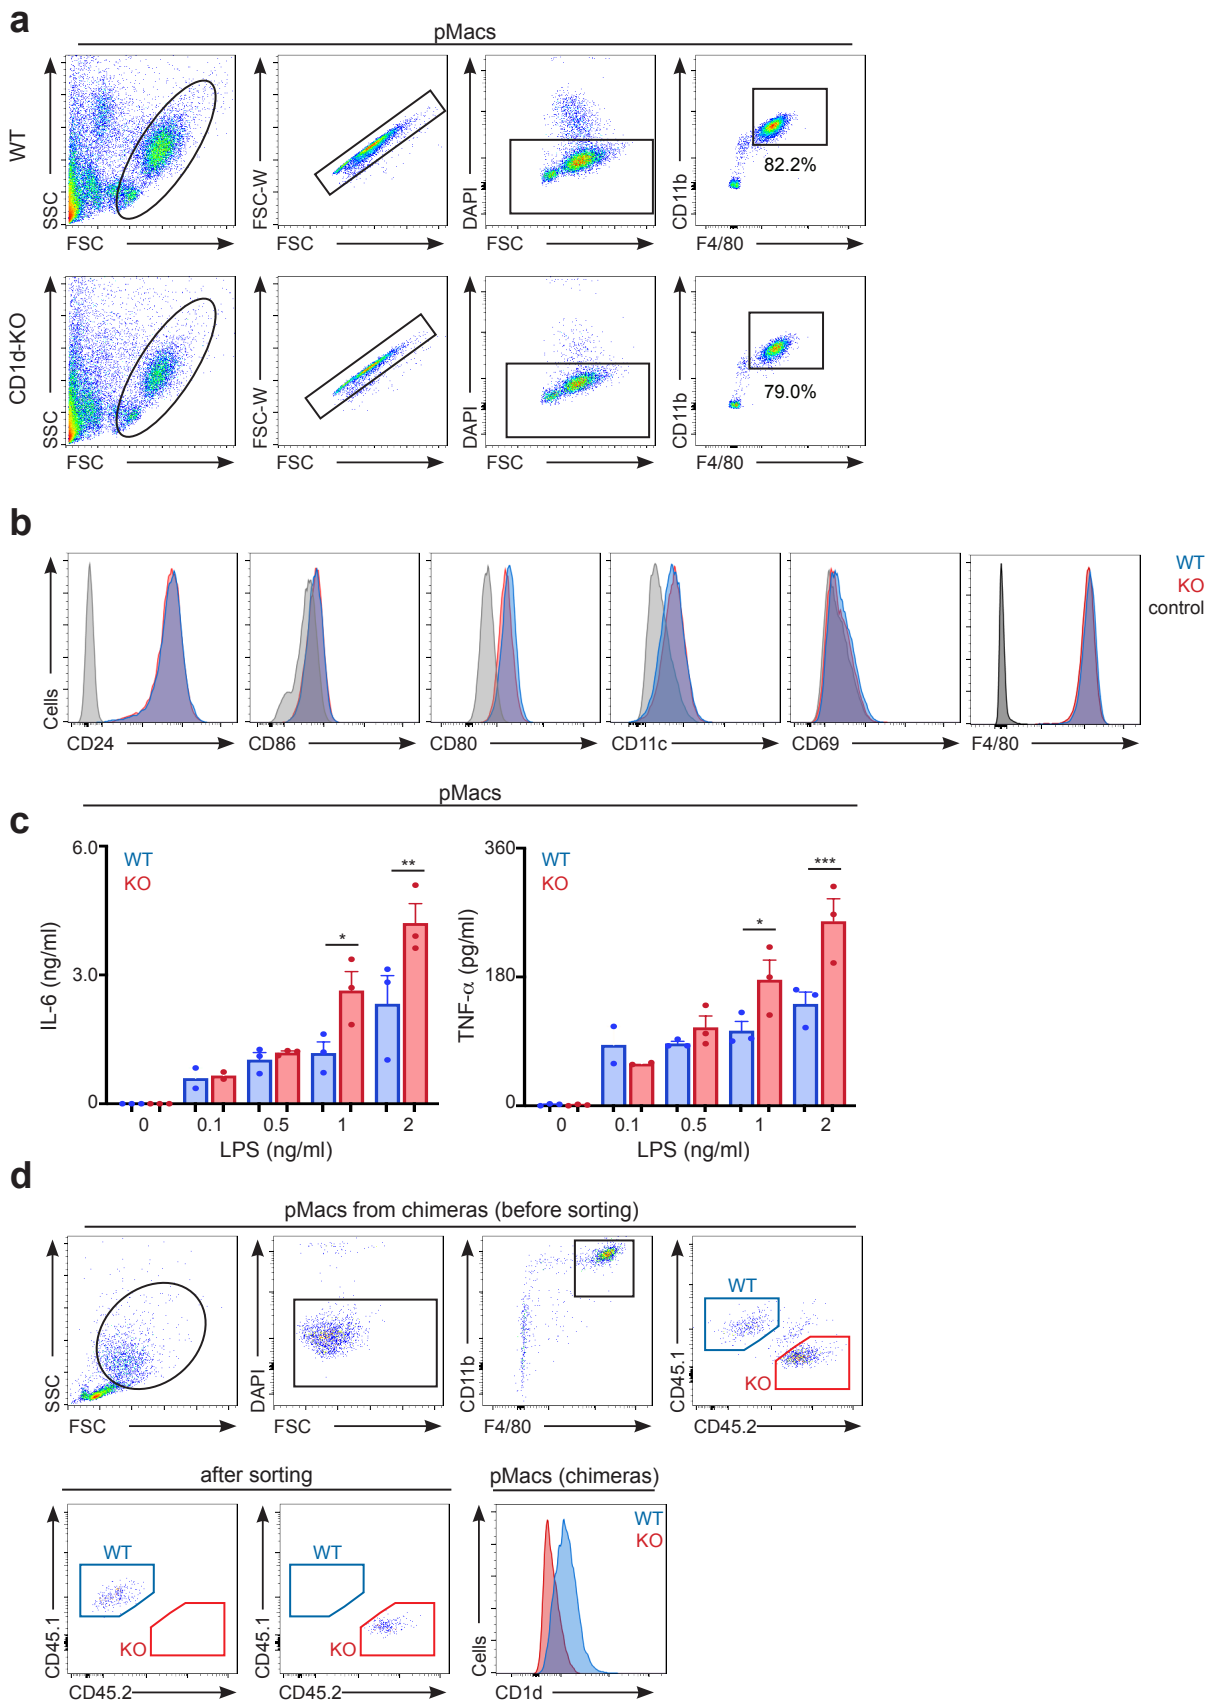 a
pMacs
WT
SSC
FSC
FSC-W
FSC
DAPI
FSC
CD11b
F4/80
82.2%
CD1d-KO
SSC
FSC
FSC-W
FSC
DAPI
FSC
CD11b
F4/80
79.0%
b
Cells
CD24
CD86
CD80
CD11c
CD69
F4/80
WT
KO
control
pMacs
c
6.0
3.0
0
IL-6 (ng/ml)
WT
KO
*
**
0 0.1 0.5 1 2
LPS (ng/ml)
360
180
0
TNF-α (pg/ml)
WT
KO
*
***
0 0.1 0.5 1 2
LPS (ng/ml)
d
pMacs from chimeras (before sorting)
SSC
FSC
DAPI
FSC
CD11b
F4/80
CD45.1
CD45.2
WT
KO
after sorting
CD45.1
CD45.2
WT
KO
CD45.1
CD45.2
WT
KO
pMacs (chimeras)
Cells
CD1d
WT
KO